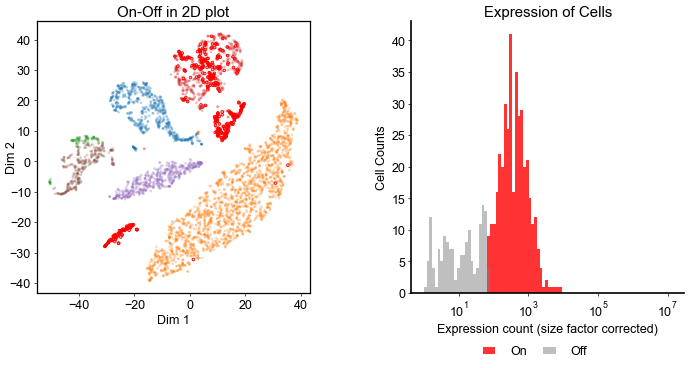 On-Off in 2D plot
40
30
20
10
0
−10
−20
−30
−40
Dim 2
−40 −20 0 20 40
Dim 1
Expression of Cells
40
35
30
25
20
15
10
5
0
Cell Counts
10^1 10^3 10^5 10^7
Expression count (size factor corrected)
On Off